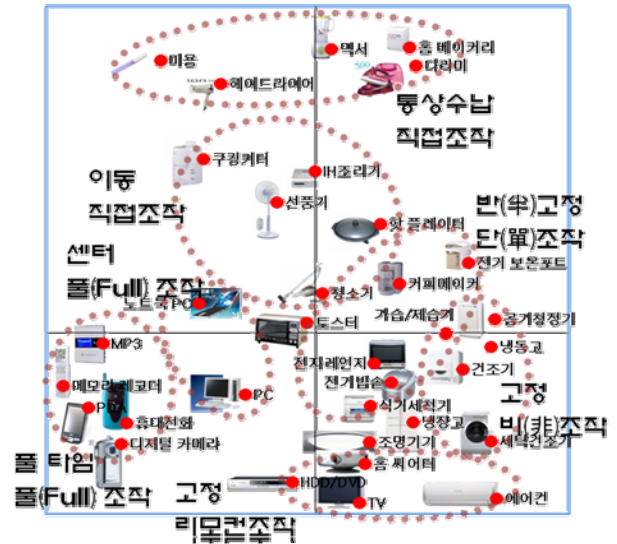 미용
믹서
홈 베이커리
다리미
헤어드라이어
통상수납
직접조작
쿠킹히터
IH조리기
이동
직접조작
선풍기
핫 플레이터
반(半)고정
단(單)조작
전기 보온포트
센터
풀(Full) 조작
노트북 PC
청소기
커피메이커
가습/제습기
공기청정기
토스터
MP3
전자레인지
냉동고
건조기
메모리 레코더
PC
전기밥솥
고정
비(非)조작
PDA
휴대전화
식기세척기
냉장고
디지털 카메라
조명기기
세탁건조기
풀 타임
풀(Full) 조작
홈 씨어터
고정
리모컨조작
HDD/DVD
TV
에어컨